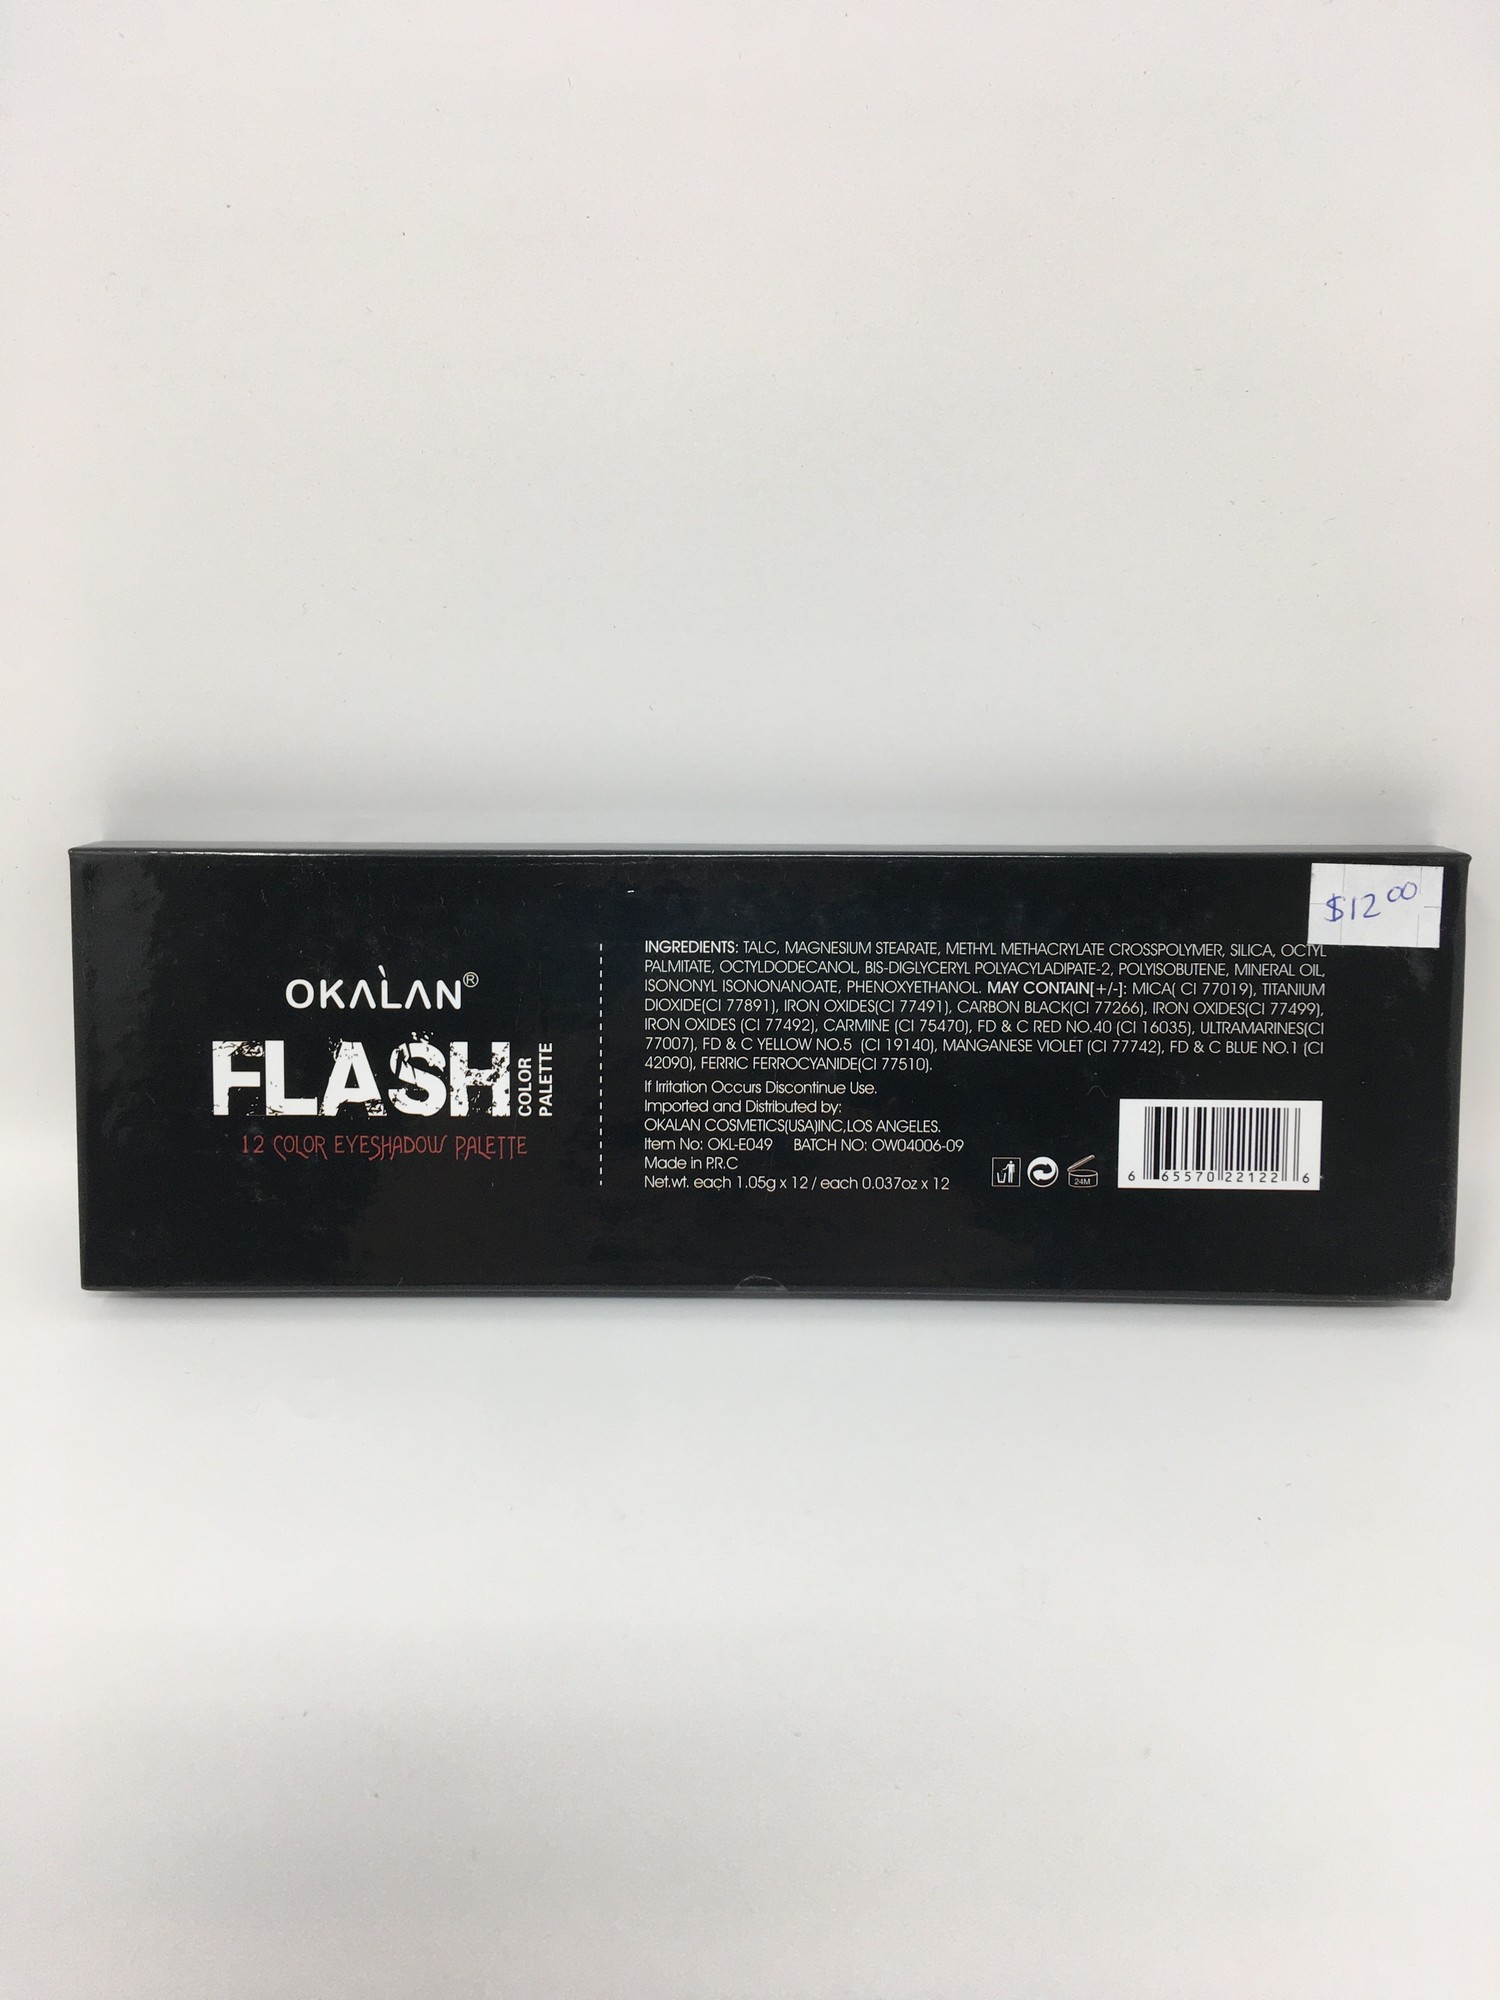 $12.00
OKALAN®
FLASH
COLOR
PALETTE
12 COLOR EYESHADOW PALETTE
INGREDIENTS: TALC, MAGNESIUM STEARATE, METHYL METHACRYLATE CROSSPOLYMER, SILICA, OCTYL
PALMITATE, OCTYLDODECANOL, BIS-DIGLYCERYL POLYACYLADIPATE-2, POLYISOBUTENE, MINERAL OIL,
ISONONYL ISONONANOATE, PHENOXYETHANOL. MAY CONTAIN[+/-]: MICA( CI 77019), TITANIUM
DIOXIDE(CI 77891), IRON OXIDES(CI 77491), CARBON BLACK(CI 77266), IRON OXIDES(CI 77499),
IRON OXIDES (CI 77492), CARMINE (CI 75470), FD & C RED NO.40 (CI 16035), ULTRAMARINES(CI
77007), FD & C YELLOW NO.5 (CI 19140), MANGANESE VIOLET (CI 77742), FD & C BLUE NO.1 (CI
42090), FERRIC FERROCYANIDE(CI 77510).
If Irritation Occurs Discontinue Use.
Imported and Distributed by:
OKALAN COSMETICS(USA)INC,LOS ANGELES.
Item No: OKL-E049 BATCH NO: OW04006-09
Made in P.R.C
Net.wt. each 1.05g x 12 / each 0.037oz x 12
24M
6 65570 22122 6